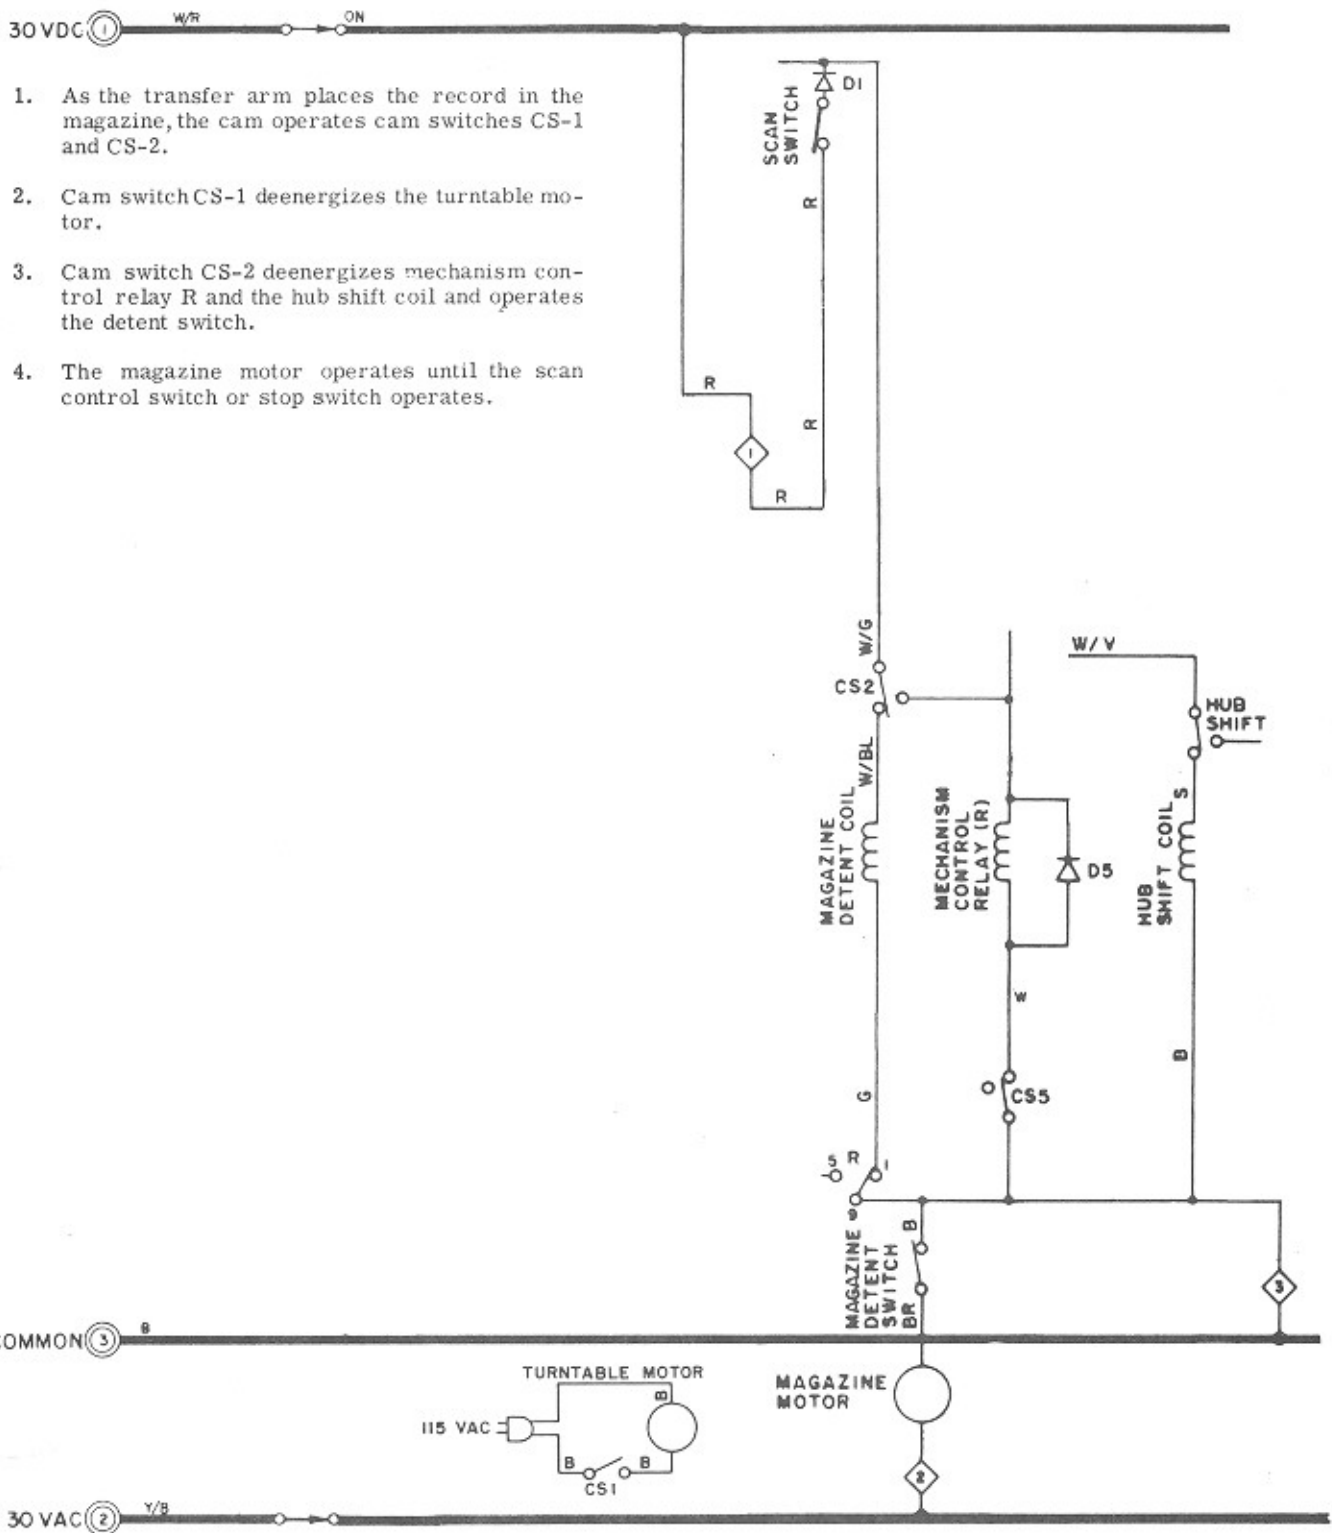 30 VDC 1 W/R ON
1. As the transfer arm places the record in the
magazine, the cam operates cam switches CS-1
and CS-2.
2. Cam switch CS-1 deenergizes the turntable mo-
tor.
3. Cam switch CS-2 deenergizes mechanism con-
trol relay R and the hub shift coil and operates
the detent switch.
4. The magazine motor operates until the scan
control switch or stop switch operates.
SCAN
SWITCH
D1
R
R
R
1
R
W/G
CS2
W/BL
MAGAZINE
DETENT COIL
G
5 R 1
9
MECHANISM
CONTROL
RELAY (R)
D5
W
CS5
W/V
HUB
SHIFT
S
HUB
SHIFT COIL
B
B
MAGAZINE
DETENT
SWITCH
BR
3
COMMON 3 B
TURNTABLE MOTOR
B
115 VAC
B
B
CS1
MAGAZINE
MOTOR
2
30 VAC 2 Y/B